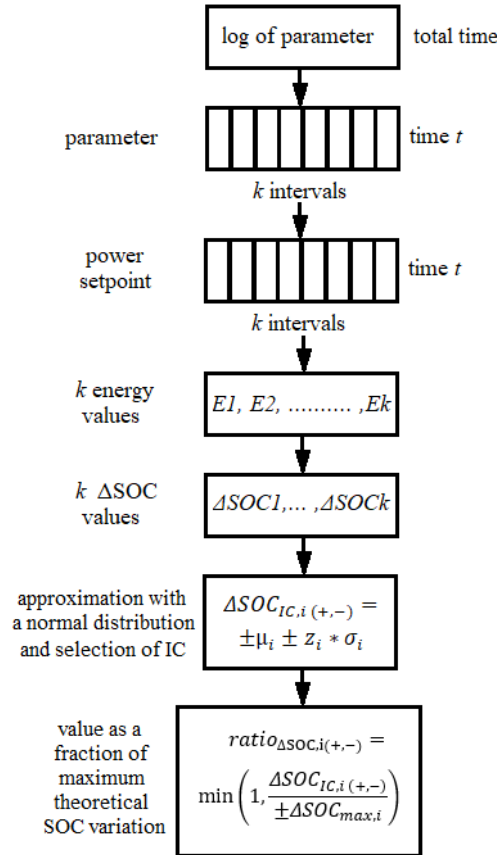 log of parameter total time
parameter time t
k intervals
power
setpoint
time t
k intervals
k energy
values
E1, E2, .......... ,Ek
k ΔSOC
values
ΔSOC1,... ,ΔSOCk
approximation with
a normal distribution
and selection of IC
ΔSOC_{IC,i (+,−)} =
±µ_i ± z_i * σ_i
value as a
fraction of
maximum
theoretical
SOC variation
ratio_{ΔSOC,i(+,−)} =
min(1, ΔSOC_{IC,i (+,−)} / ±ΔSOC_{max,i})